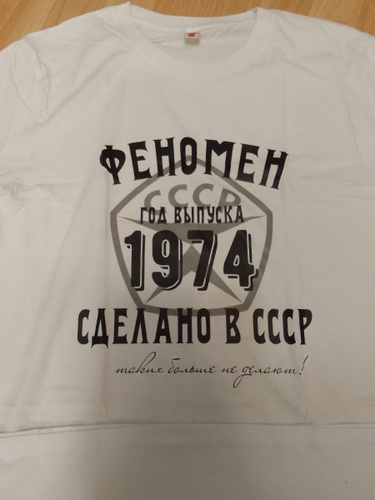 ФЕНОМЕН
СССР
ГОД ВЫПУСКА
1974
СДЕЛАНО В СССР
таких больше не делают!